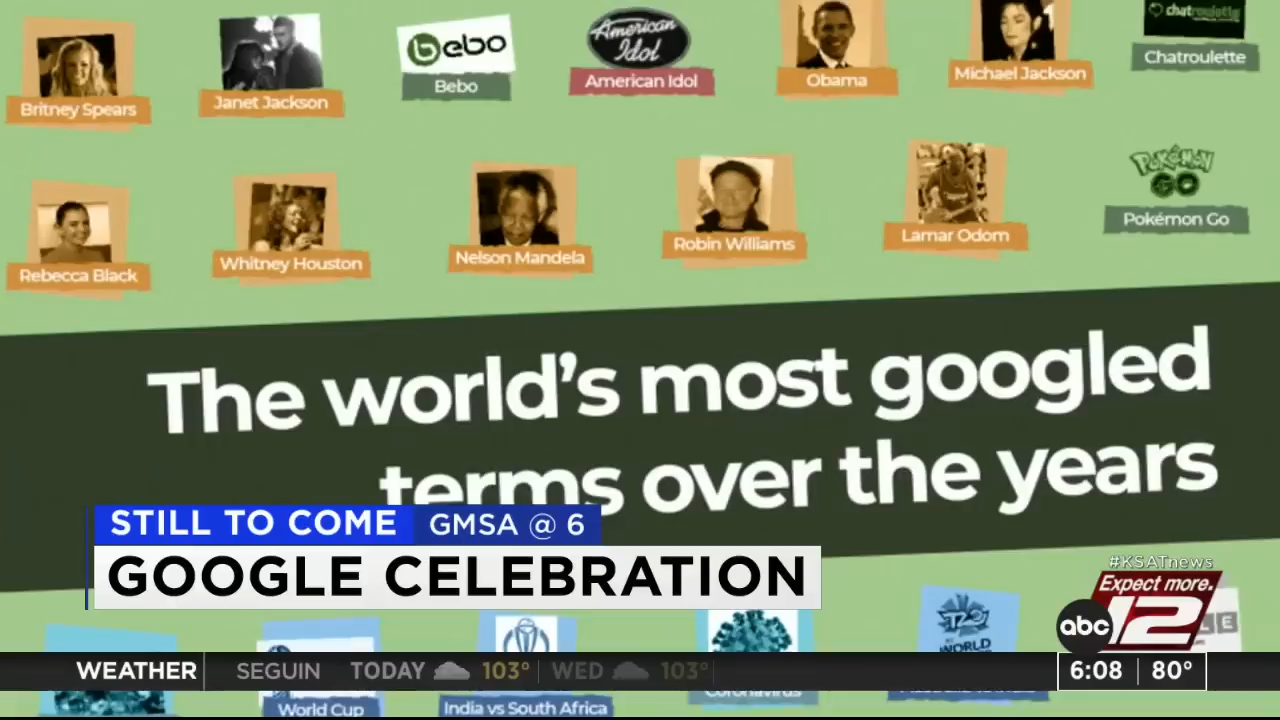 bebo
American Idol
chatroulette
Britney Spears
Janet Jackson
Bebo
American Idol
Obama
Michael Jackson
Chatroulette
POKÉMON GO
Rebecca Black
Whitney Houston
Nelson Mandela
Robin Williams
Lamar Odom
Pokémon Go
The world's most googled
terms over the years
STILL TO COME GMSA @ 6
GOOGLE CELEBRATION
#KSATnews
Expect more.
abc 12
T20
WORLD
WEATHER SEGUIN TODAY 103° WED 103°
6:08 80°
World Cup
India vs South Africa
Coronavirus